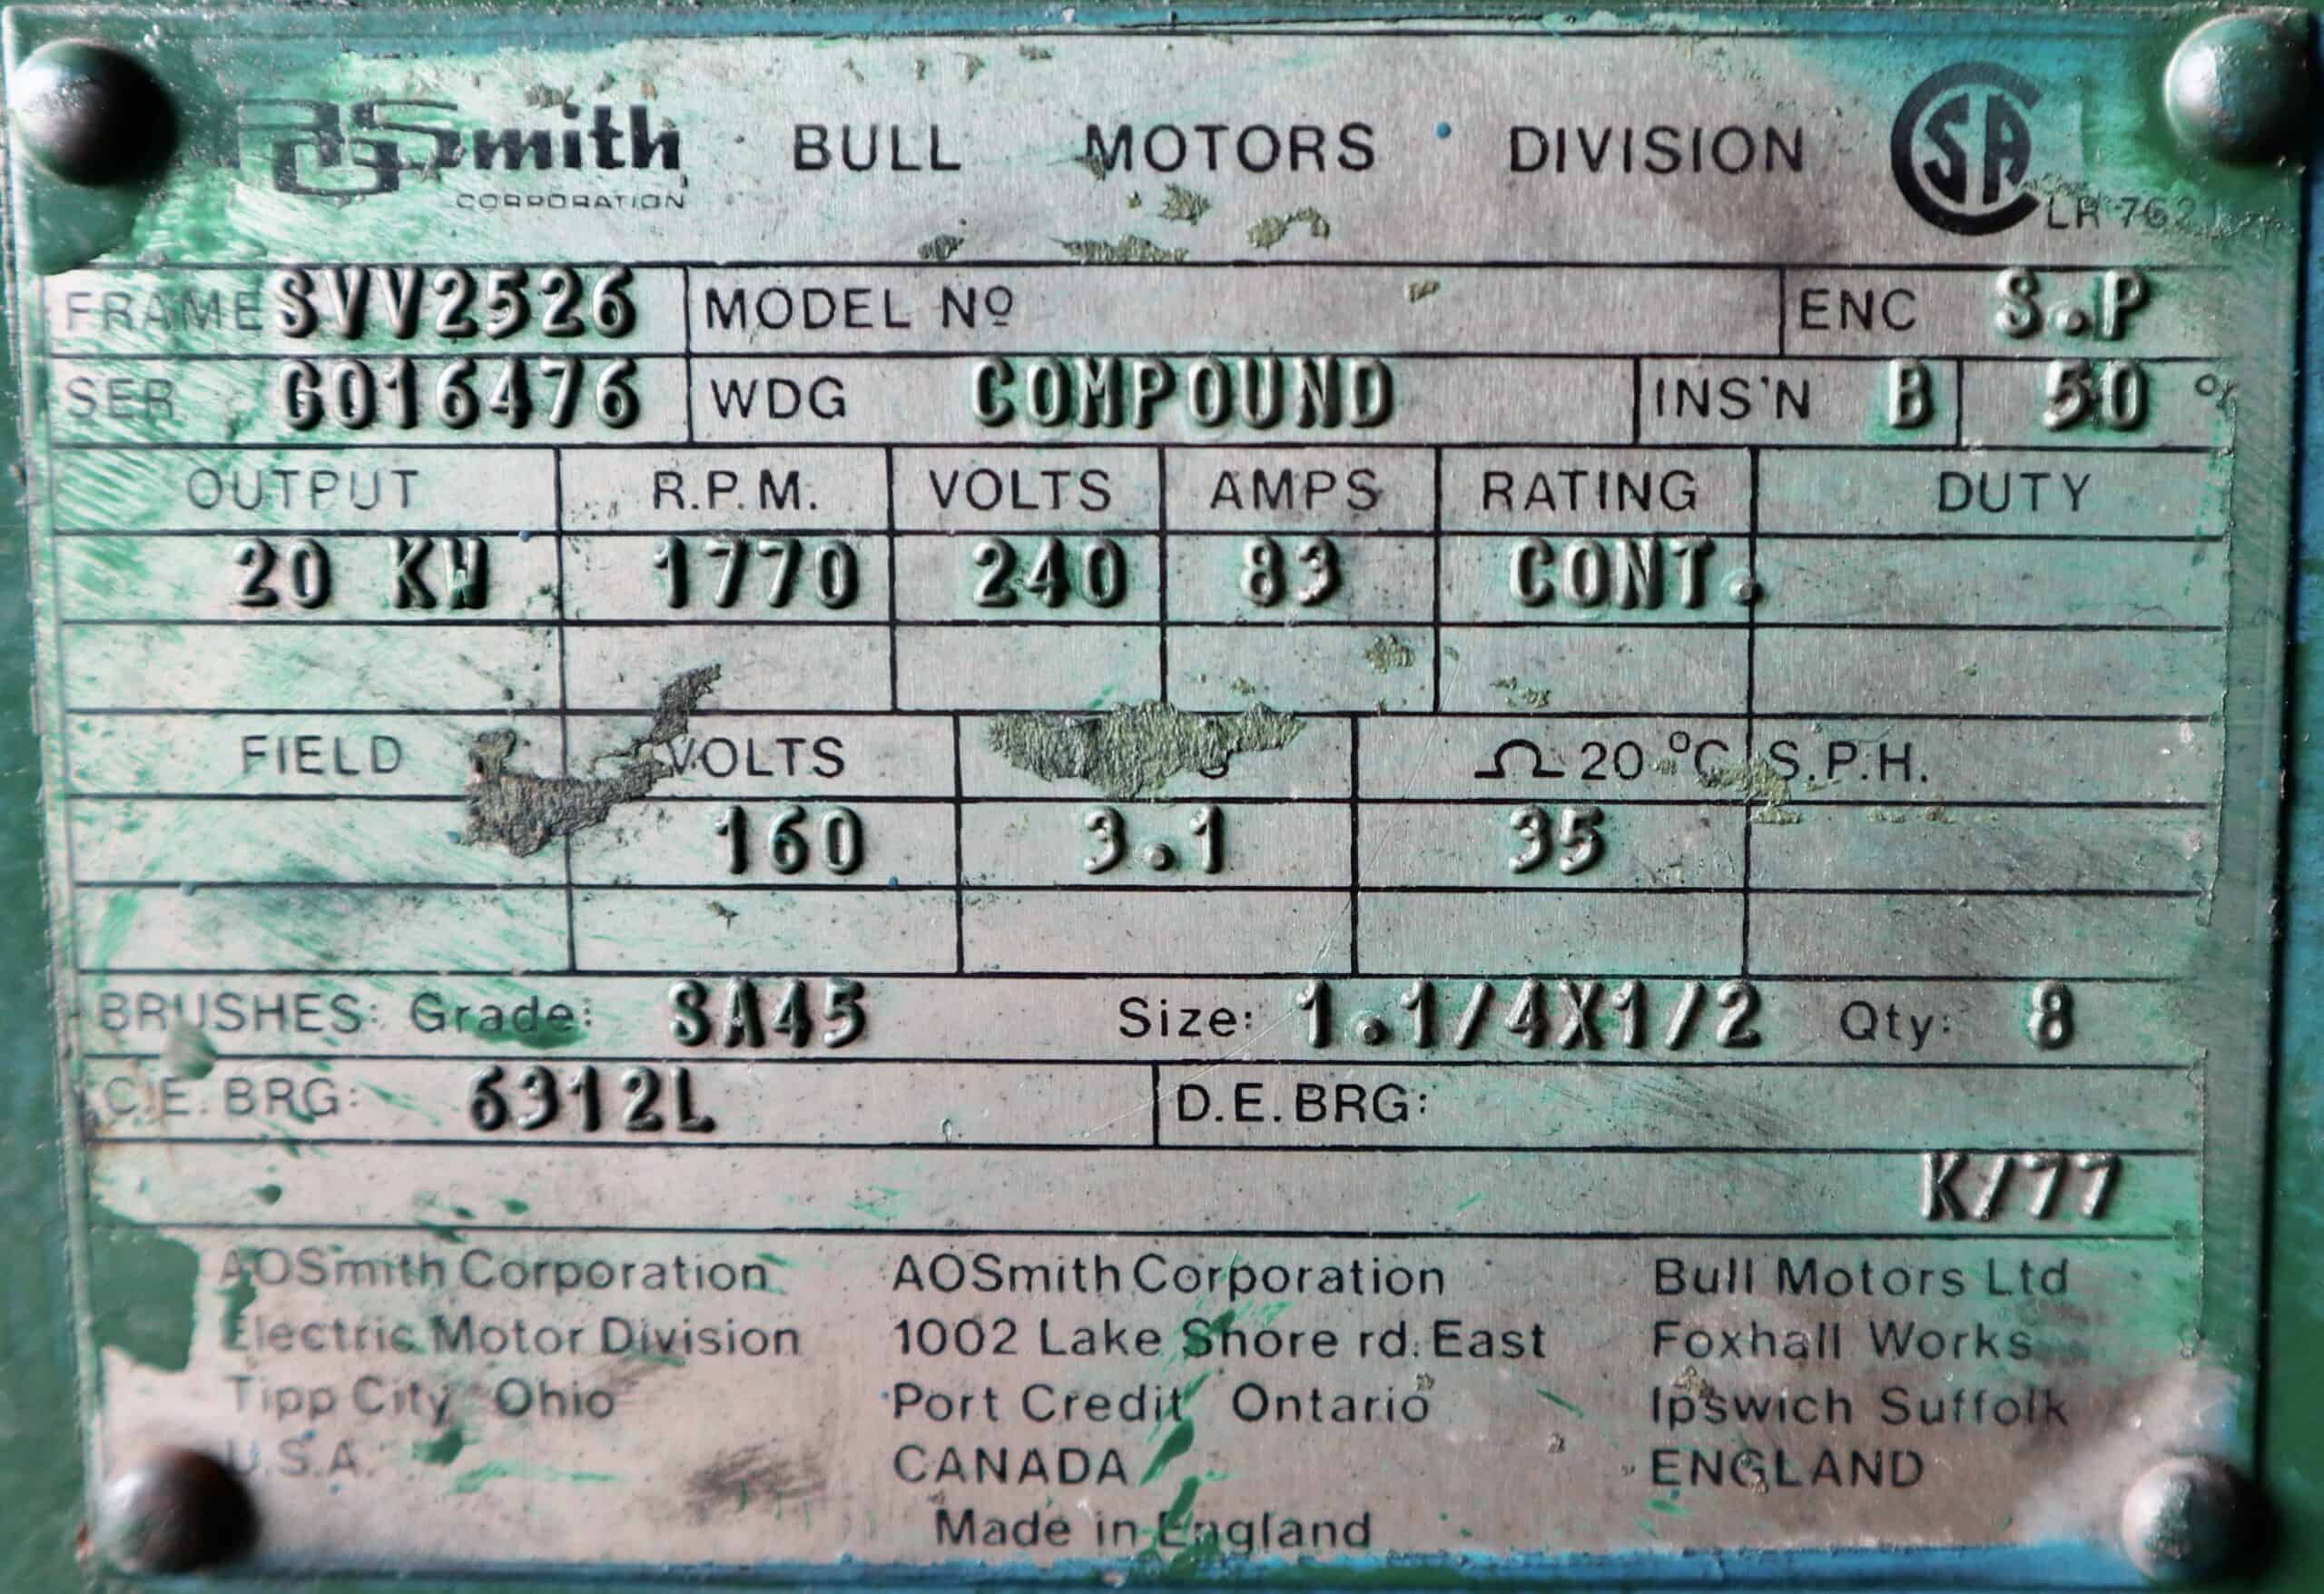 AOSmith BULL MOTORS DIVISION CSA
CORPORATION
LR 762
FRAME SVV2526 MODEL Nº ENC S.P
SER G016476 WDG COMPOUND INS'N B 50
OUTPUT R.P.M. VOLTS AMPS RATING DUTY
20 KW 1770 240 83 CONT.
FIELD VOLTS Ω 20 °C S.P.H.
160 3.1 35
BRUSHES: Grade: SA45 Size: 1.1/4X1/2 Qty: 8
C.E. BRG: 6312L D.E. BRG:
K/77
AOSmith Corporation
Electric Motor Division
Tipp City Ohio
U.S.A.
AOSmith Corporation
1002 Lake Shore rd. East
Port Credit Ontario
CANADA
Bull Motors Ltd
Foxhall Works
Ipswich Suffolk
ENGLAND
Made in England